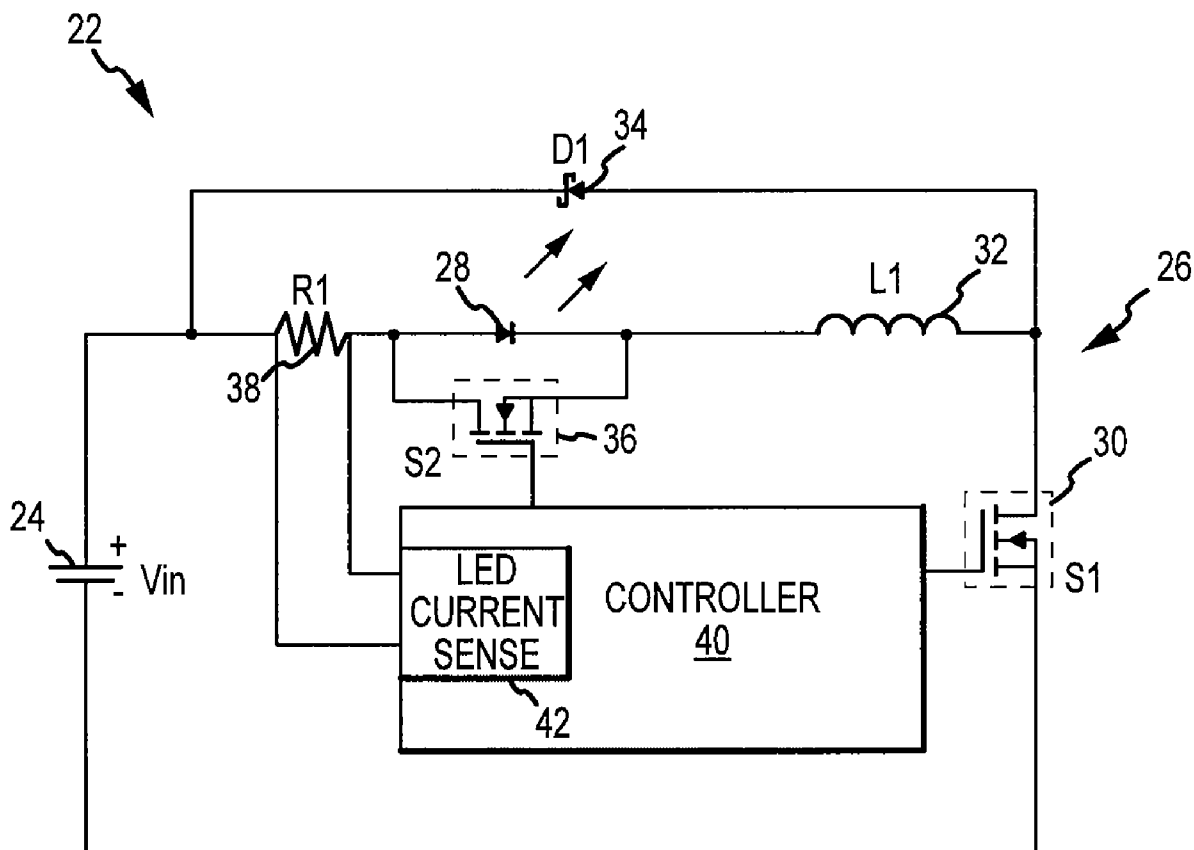 22
34
D1
28
32
R1
L1
26
38
36
S2
30
24
+
Vin
-
LED
CURRENT
SENSE
CONTROLLER
40
S1
42